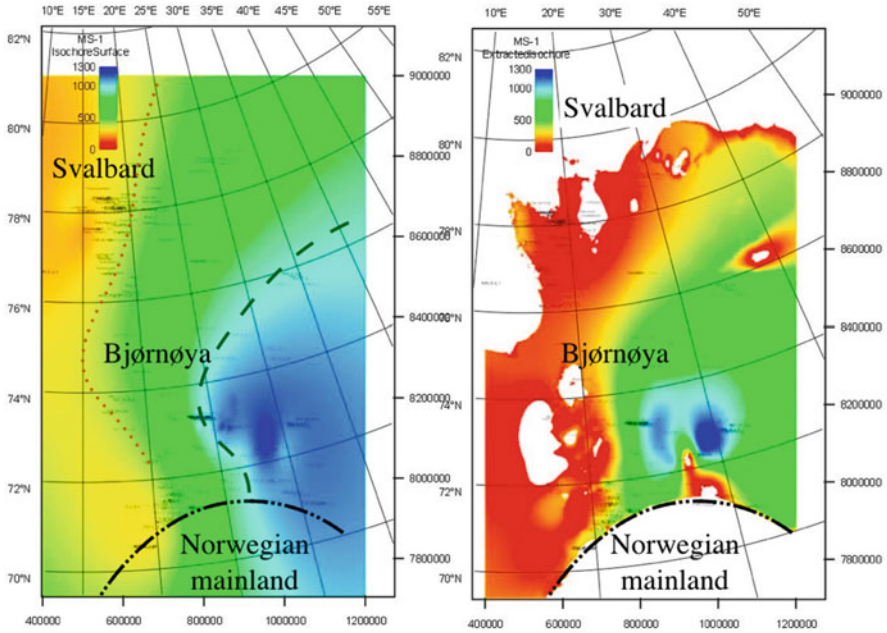 10°E 15°E 20°E 25°E 30°E 35°E 40°E 45°E 50°E 55°E
82°N
MS-1
IsochoreSurface
1300
1000
500
0
9000000
80°N
Svalbard
8800000
78°N
8600000
76°N
8400000
Bjørnøya
74°N
8200000
8000000
72°N
Norwegian
mainland
7800000
70°N
400000 600000 800000 1000000 1200000
10°E 20°E 30°E 40°E 50°E
82°N
MS-1
ExtractedIsochore
1300
1000
500
0
Svalbard
9000000
80°N
8800000
78°N
8600000
76°N
8400000
Bjørnøya
74°N
8200000
8000000
72°N
Norwegian
mainland
7800000
70°N
400000 600000 800000 1000000 1200000